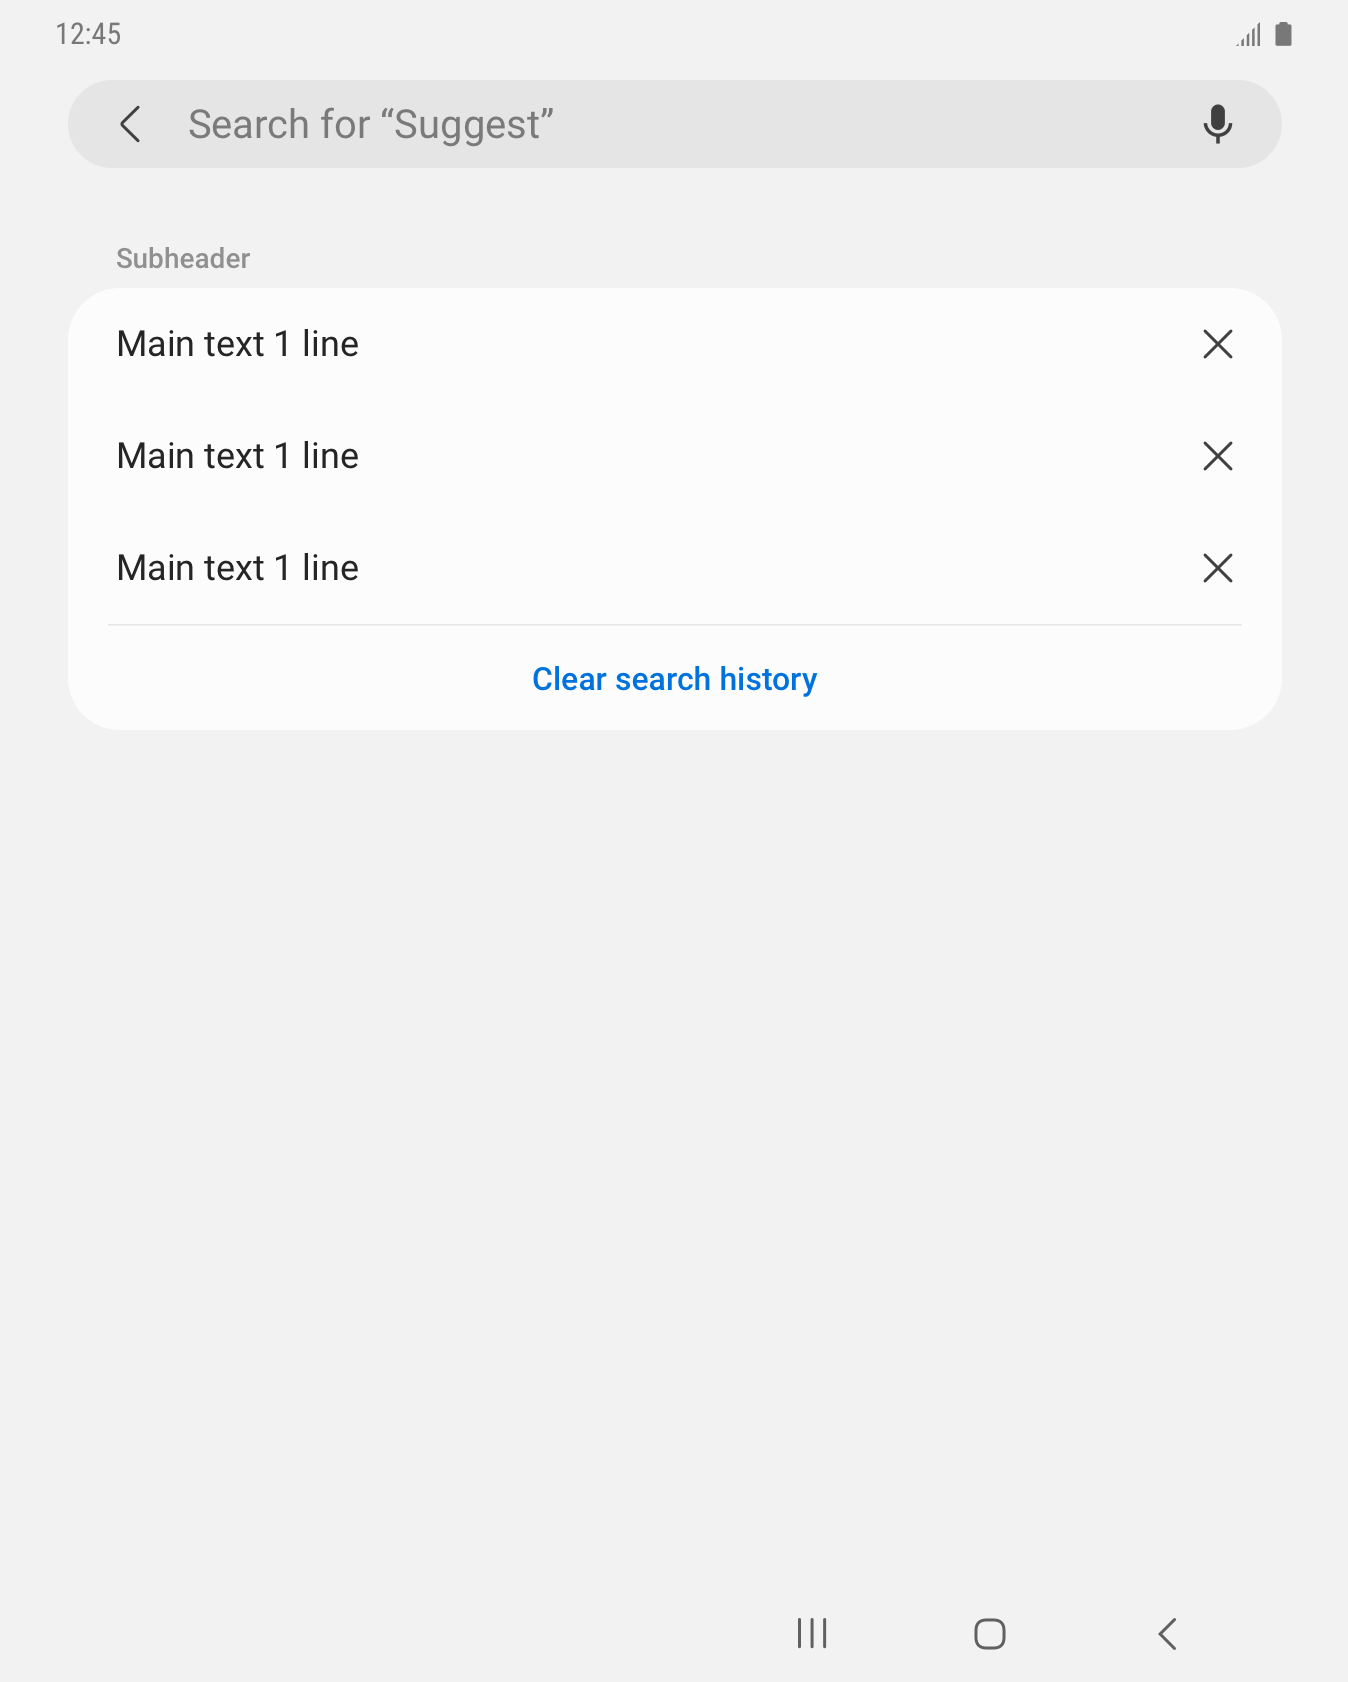 12:45
Search for “Suggest”
Subheader
Main text 1 line
Main text 1 line
Main text 1 line
Clear search history